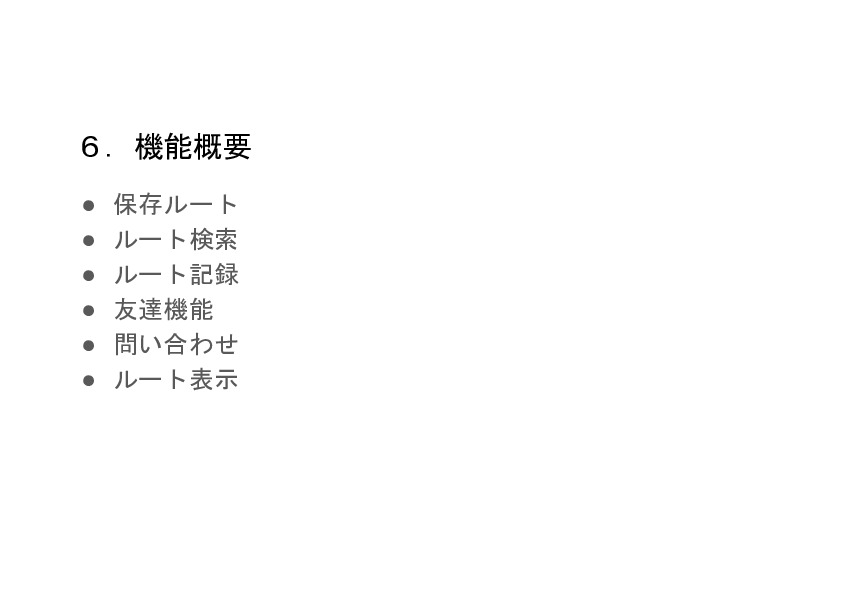 ６．機能概要
● 保存ルート
● ルート検索
● ルート記録
● 友達機能
● 問い合わせ
● ルート表示